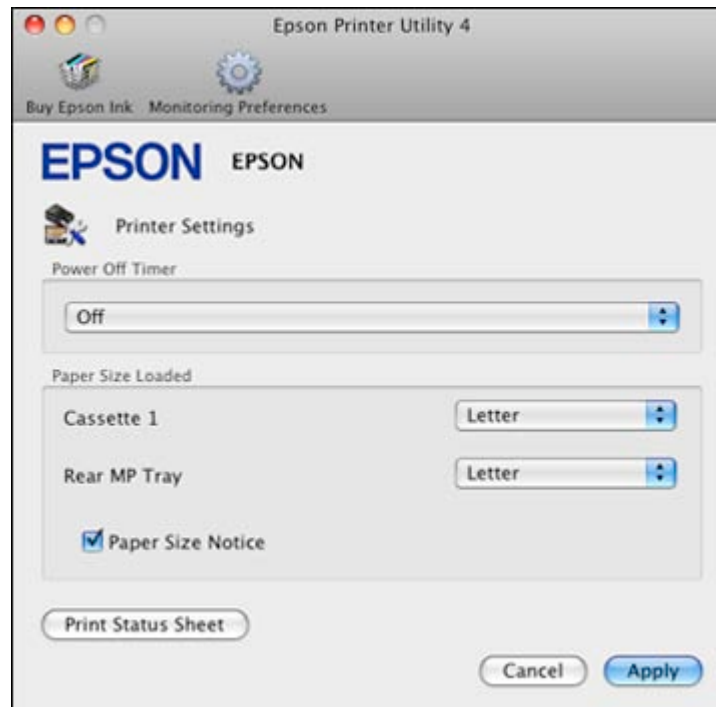 Epson Printer Utility 4
Buy Epson Ink Monitoring Preferences
EPSON EPSON
Printer Settings
Power Off Timer
Off
Paper Size Loaded
Cassette 1 Letter
Rear MP Tray Letter
Paper Size Notice
Print Status Sheet
Cancel Apply